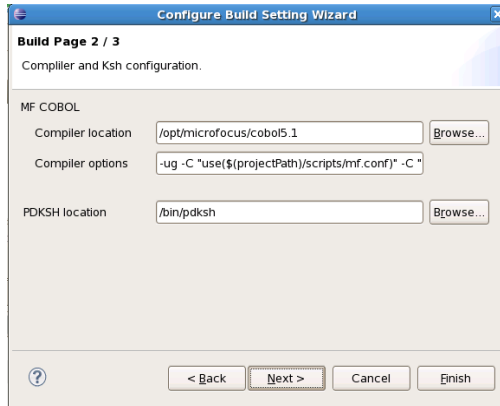 Configure Build Setting Wizard
Build Page 2 / 3
Compliler and Ksh configuration.
MF COBOL
Compiler location /opt/microfocus/cobol5.1 Browse...
Compiler options -ug -C "use($(projectPath)/scripts/mf.conf)" -C "
PDKSH location /bin/pdksh Browse...
? < Back Next > Cancel Finish